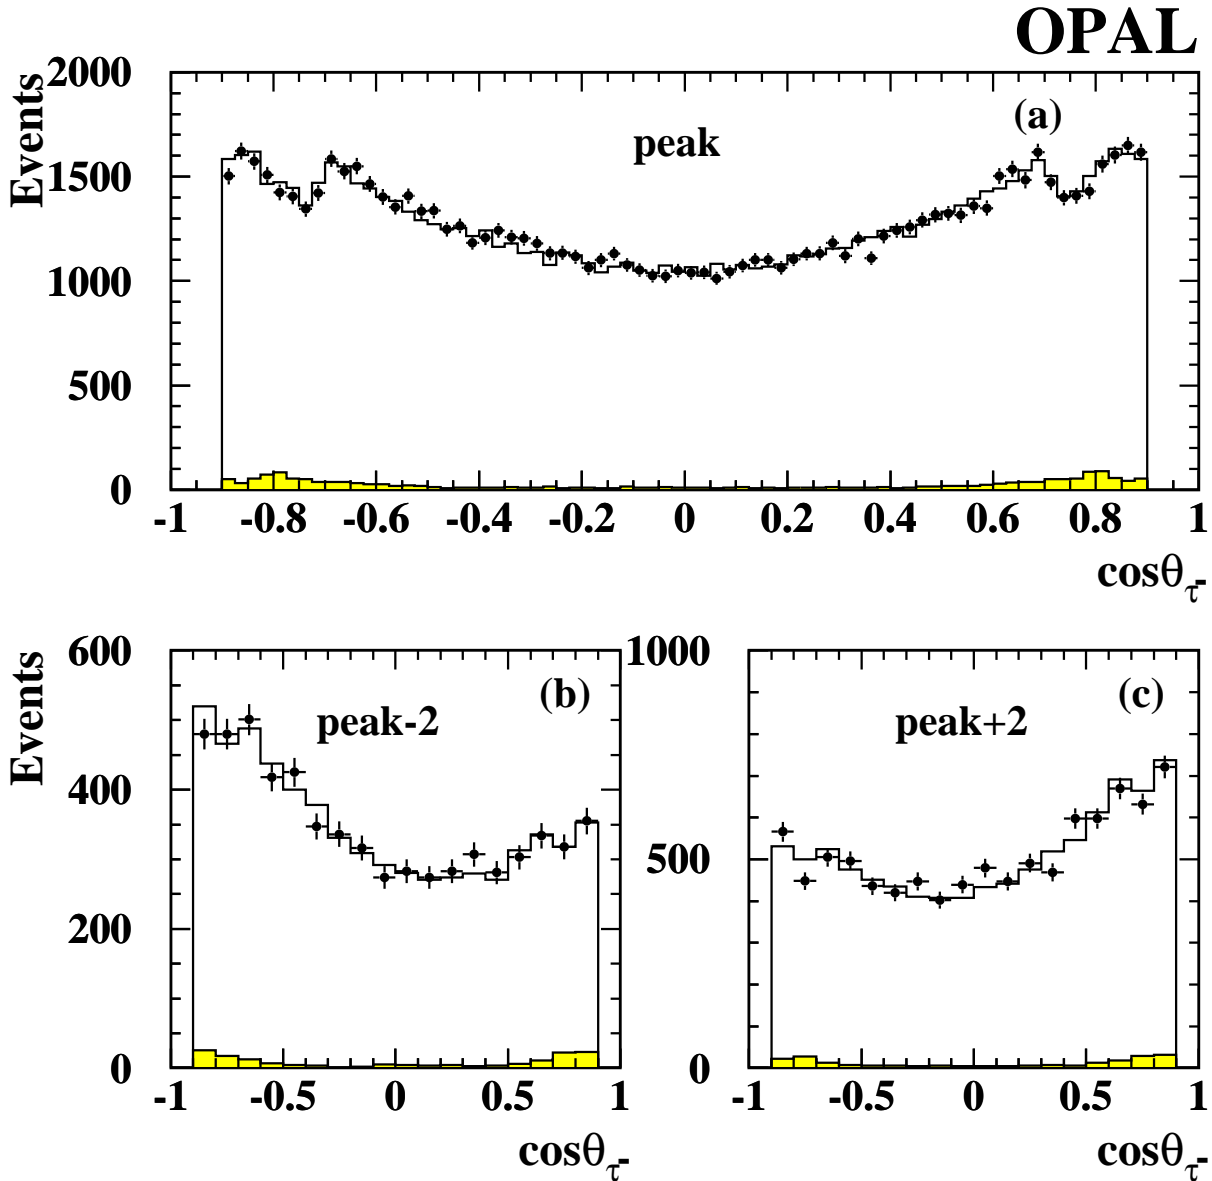 OPAL
Events
2000
1500
1000
500
0
peak
(a)
-1 -0.8 -0.6 -0.4 -0.2 0 0.2 0.4 0.6 0.8 1
cosθτ-
Events
600
400
200
0
peak-2
(b)
-1 -0.5 0 0.5 1
cosθτ-
1000
500
0
peak+2
(c)
-1 -0.5 0 0.5 1
cosθτ-